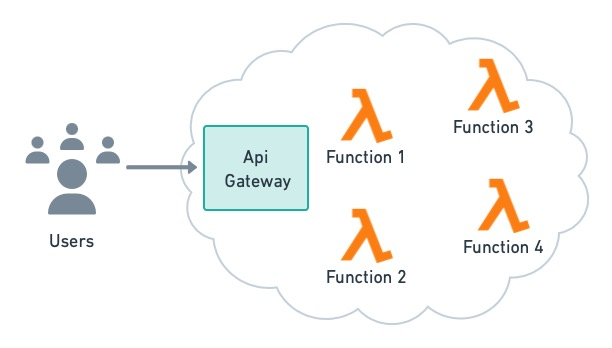 Users
Api
Gateway
Function 1
Function 2
Function 3
Function 4